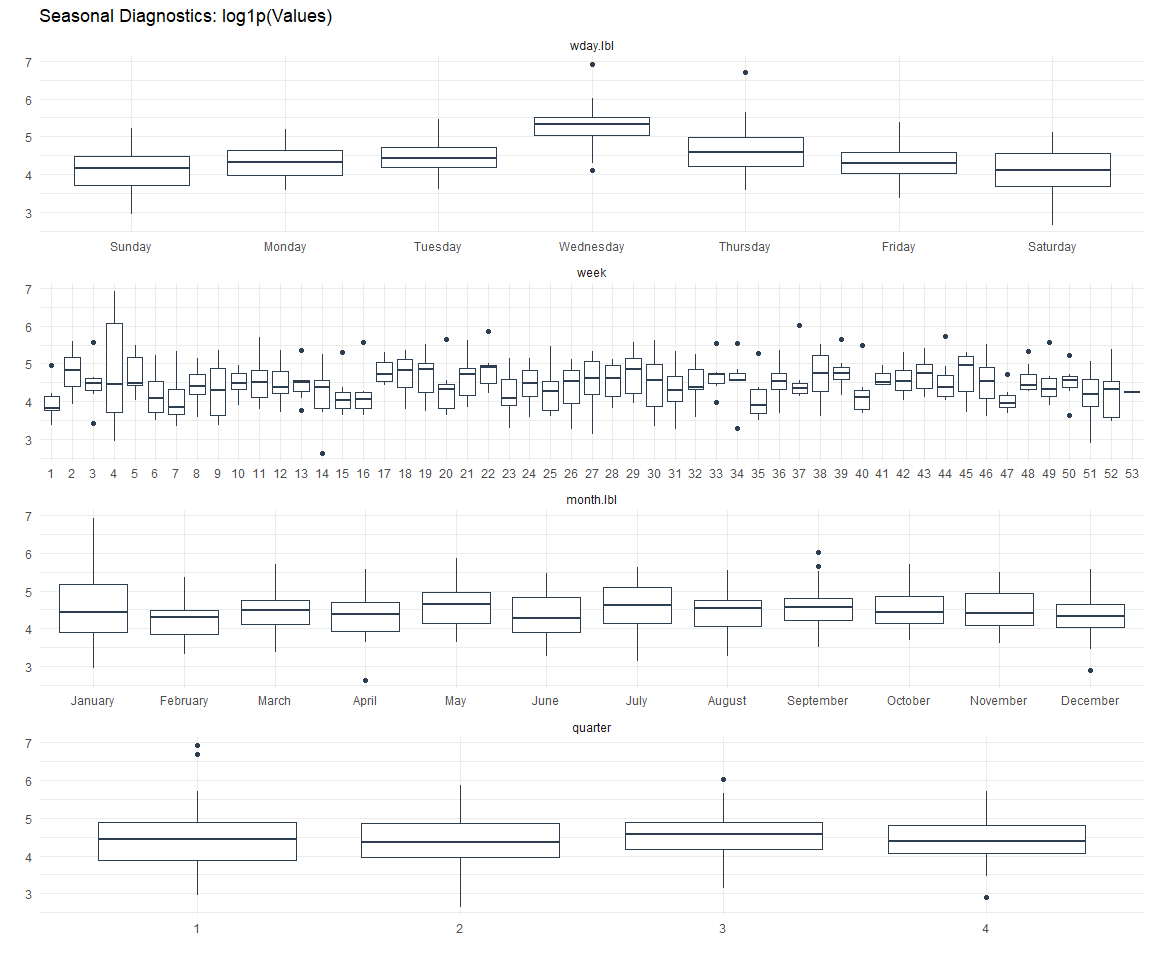 Seasonal Diagnostics: log1p(Values)
wday.lbl
7
6
5
4
3
Sunday Monday Tuesday Wednesday Thursday Friday Saturday
week
7
6
5
4
3
1 2 3 4 5 6 7 8 9 10 11 12 13 14 15 16 17 18 19 20 21 22 23 24 25 26 27 28 29 30 31 32 33 34 35 36 37 38 39 40 41 42 43 44 45 46 47 48 49 50 51 52 53
month.lbl
7
6
5
4
3
January February March April May June July August September October November December
quarter
7
6
5
4
3
1 2 3 4